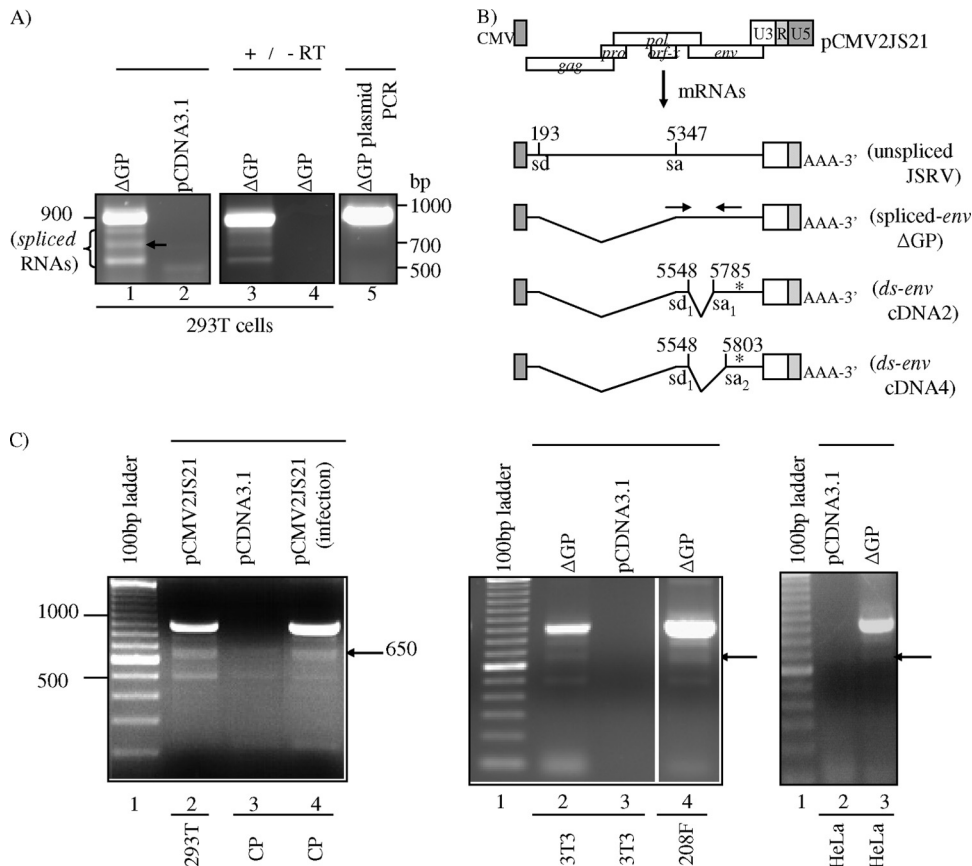 A)
+ / - RT
ΔGP
pCDNA3.1
ΔGP
ΔGP
ΔGP plasmid
PCR
bp
900
(spliced
RNAs)
1000
700
500
1 2 3 4 5
293T cells
B)
CMV
gag
pro
pol
orf-x
env
U3 R U5
pCMV2JS21
mRNAs
193
5347
sd
sa
AAA-3'
(unspliced
JSRV)
AAA-3'
(spliced-env
ΔGP)
5548 5785
*
sd1 sa1
AAA-3'
(ds-env
cDNA2)
5548 5803
*
sd1 sa2
AAA-3'
(ds-env
cDNA4)
C)
100bp ladder
pCMV2JS21
pCDNA3.1
pCMV2JS21
(infection)
1000
500
650
1 2 3 4
293T
CP
CP
100bp ladder
ΔGP
pCDNA3.1
ΔGP
1 2 3 4
3T3
3T3
208F
100bp ladder
pCDNA3.1
ΔGP
1 2 3
HeLa
HeLa